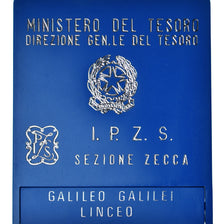 MINISTERO DEL TESORO
DIREZIONE GEN.LE DEL TESORO
I. P. Z. S.
SEZIONE ZECCA
GALILEO GALILEI
LINCEO